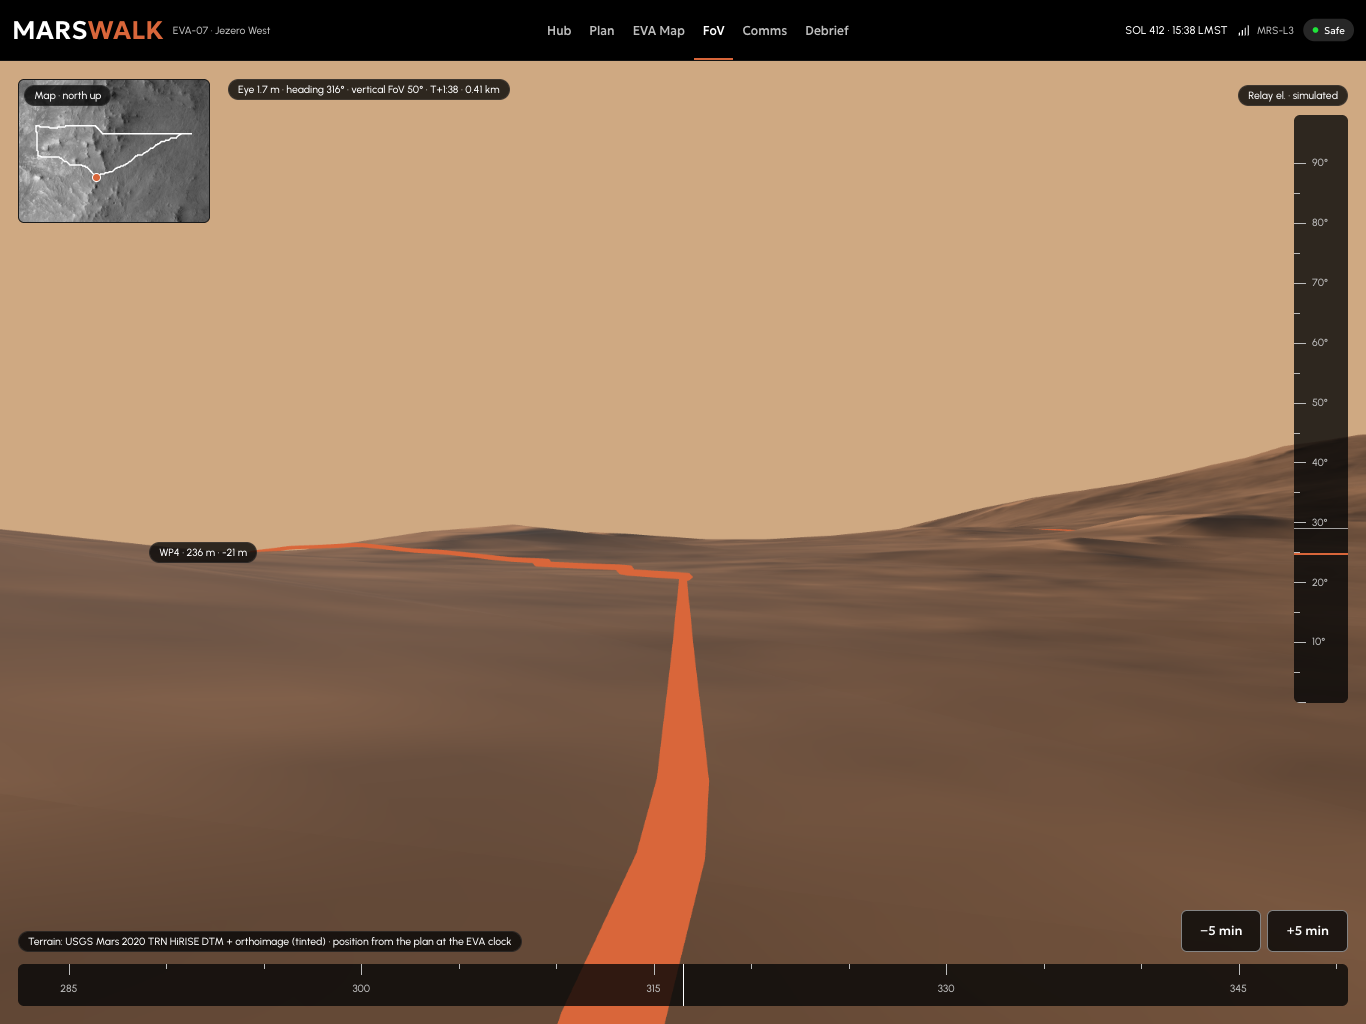 MARSWALK EVA-07 · Jezero West Hub Plan EVA Map FoV Comms Debrief SOL 412 · 15:38 LMST MRS-L3 Safe
Map · north up
Eye 1.7 m · heading 316° · vertical FoV 50° · T+1:38 · 0.41 km
Relay el. · simulated
90°
80°
70°
60°
50°
40°
30°
20°
10°
WP4 · 236 m · -21 m
−5 min +5 min
Terrain: USGS Mars 2020 TRN HiRISE DTM + orthoimage (tinted) · position from the plan at the EVA clock
285 300 315 330 345